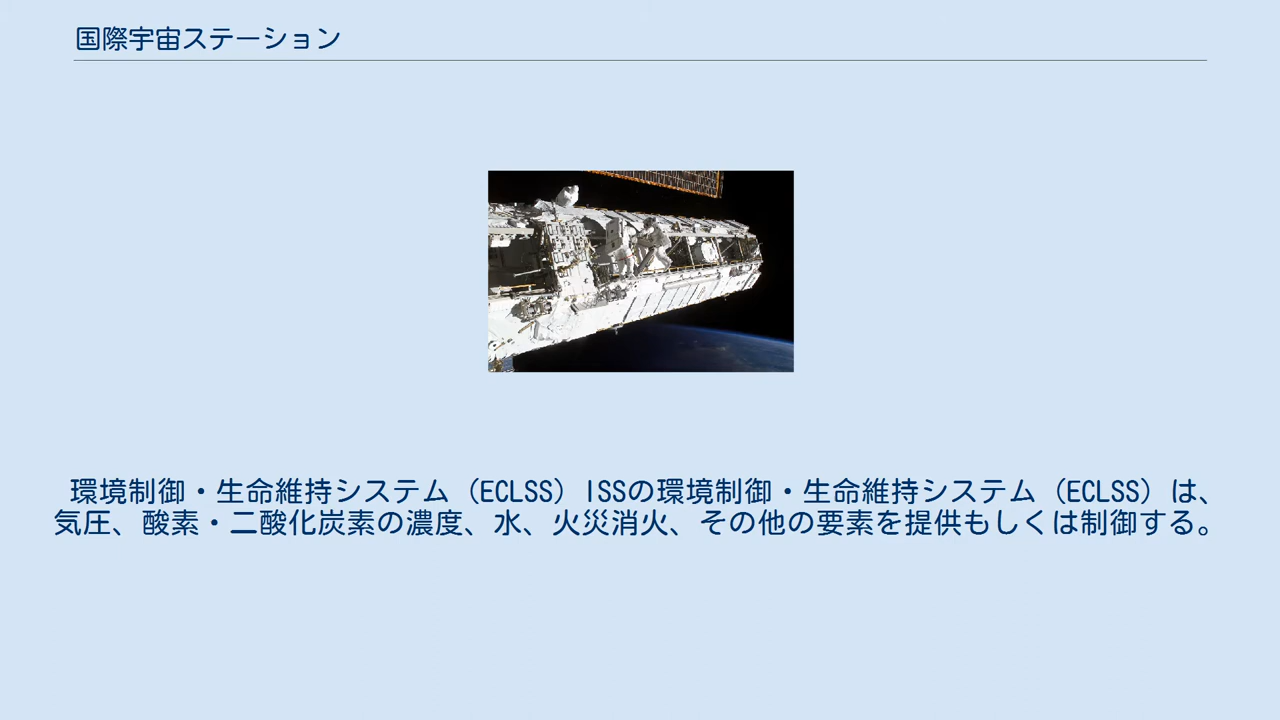 国際宇宙ステーション
環境制御・生命維持システム（ECLSS）ISSの環境制御・生命維持システム（ECLSS）は、
気圧、酸素・二酸化炭素の濃度、水、火災消火、その他の要素を提供もしくは制御する。